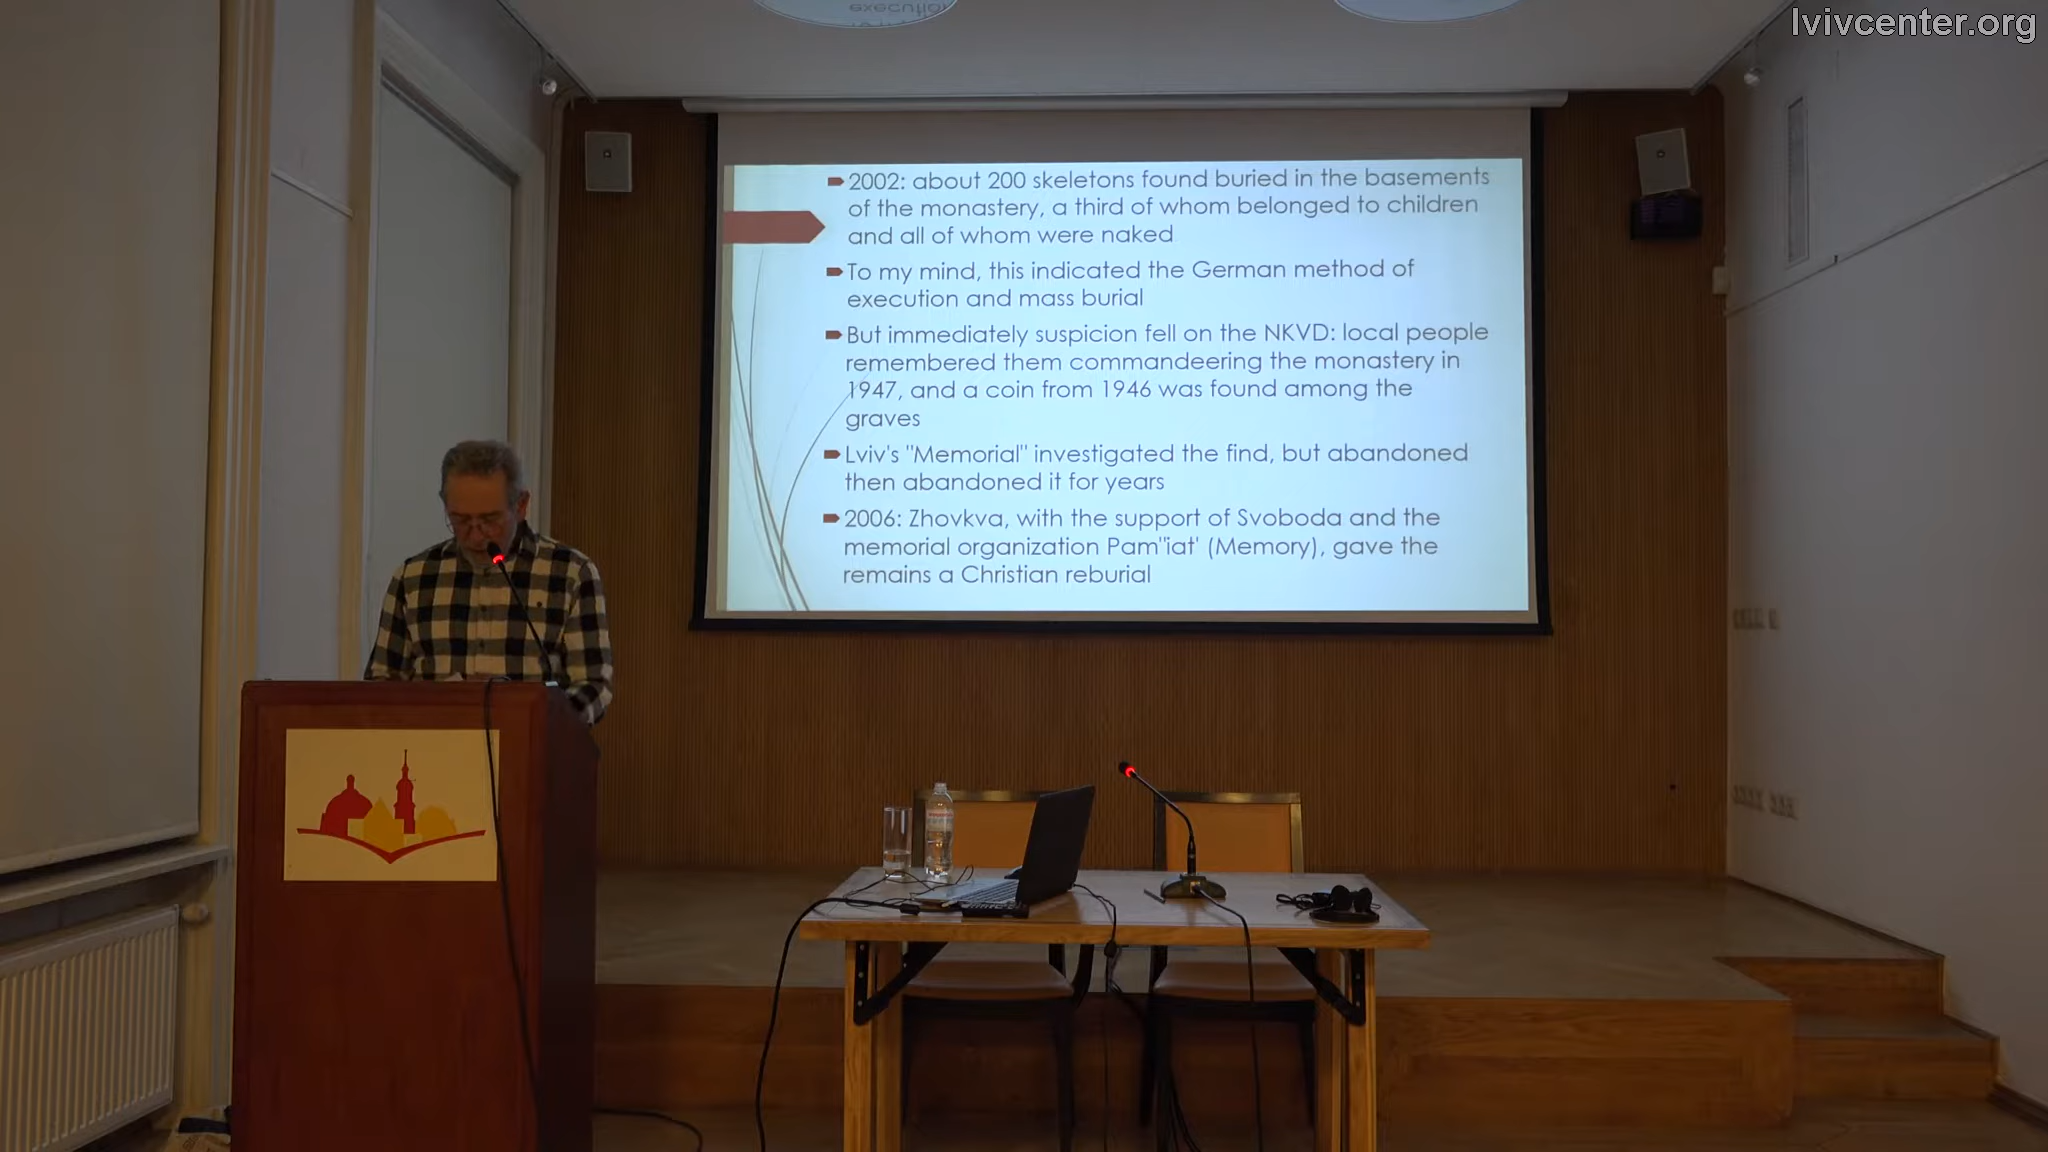 lvivcenter.org
2002: about 200 skeletons found buried in the basements
of the monastery, a third of whom belonged to children
and all of whom were naked
To my mind, this indicated the German method of
execution and mass burial
But immediately suspicion fell on the NKVD: local people
remembered them commandeering the monastery in
1947, and a coin from 1946 was found among the
graves
Lviv's "Memorial" investigated the find, but abandoned
then abandoned it for years
2006: Zhovkva, with the support of Svoboda and the
memorial organization Pam"iat' (Memory), gave the
remains a Christian reburial